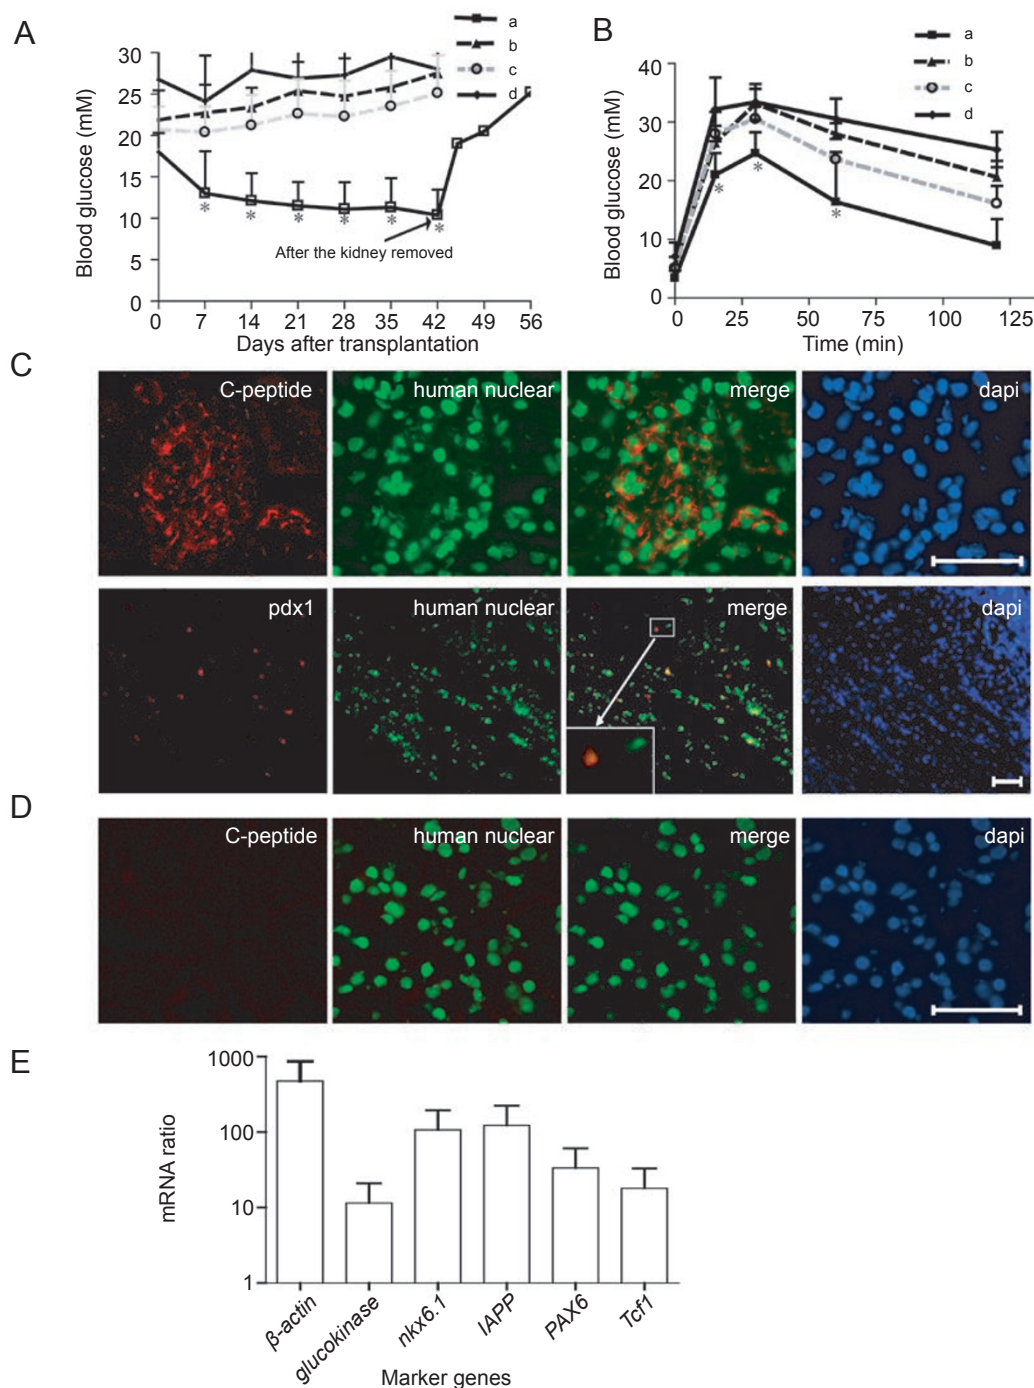 A
a
b
c
d
30
25
20
15
10
5
0
Blood glucose (mM)
* * * * * *
After the kidney removed
0 7 14 21 28 35 42 49 56
Days after transplantation
B
a
b
c
d
40
30
20
10
0
Blood glucose (mM)
* * *
0 25 50 75 100 125
Time (min)
C
C-peptide human nuclear merge dapi
pdx1 human nuclear merge dapi
D
C-peptide human nuclear merge dapi
E
1000
100
10
1
mRNA ratio
β-actin glucokinase nkx6.1 IAPP PAX6 Tcf1
Marker genes